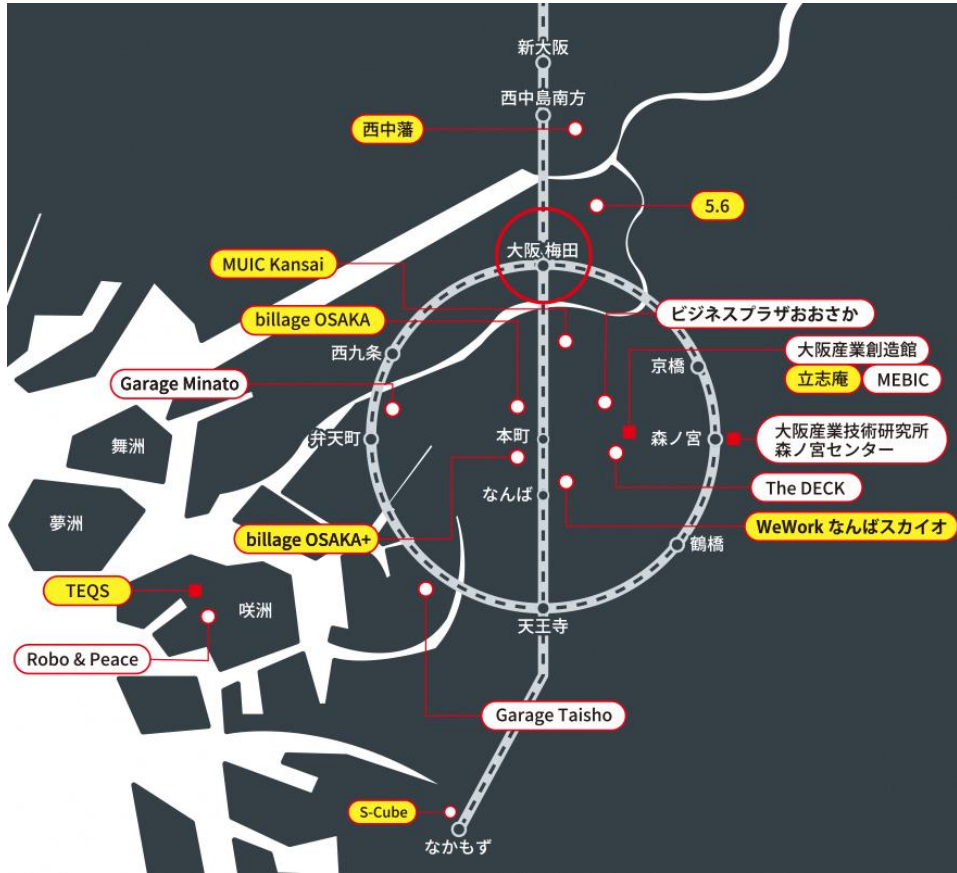 新大阪
西中島南方
西中藩
5.6
大阪 梅田
MUIC Kansai
billage OSAKA
ビジネスプラザおおさか
西九条
大阪産業創造館
京橋
立志庵
MEBIC
Garage Minato
舞洲
弁天町
本町
森ノ宮
大阪産業技術研究所
森ノ宮センター
なんば
The DECK
夢洲
billage OSAKA+
WeWork なんばスカイオ
鶴橋
TEQS
咲洲
天王寺
Robo & Peace
Garage Taisho
S-Cube
なかもず